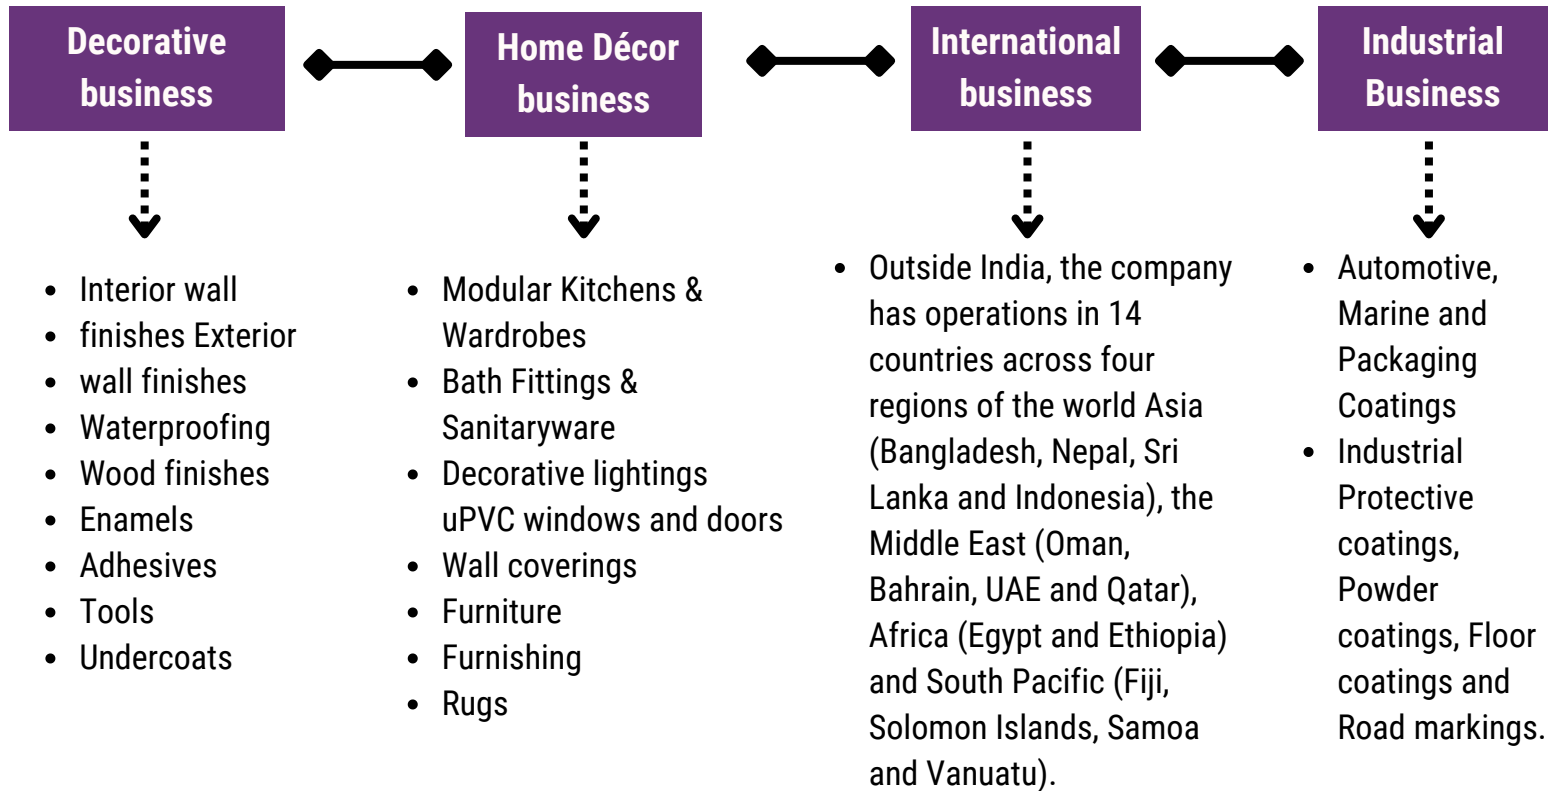 Decorative
business
Home Décor
business
International
business
Industrial
Business
• Interior wall
• finishes Exterior
• wall finishes
• Waterproofing
• Wood finishes
• Enamels
• Adhesives
• Tools
• Undercoats
• Modular Kitchens &
Wardrobes
• Bath Fittings &
Sanitaryware
• Decorative lightings
uPVC windows and doors
• Wall coverings
• Furniture
• Furnishing
• Rugs
• Outside India, the company
has operations in 14
countries across four
regions of the world Asia
(Bangladesh, Nepal, Sri
Lanka and Indonesia), the
Middle East (Oman,
Bahrain, UAE and Qatar),
Africa (Egypt and Ethiopia)
and South Pacific (Fiji,
Solomon Islands, Samoa
and Vanuatu).
• Automotive,
Marine and
Packaging
Coatings
• Industrial
Protective
coatings,
Powder
coatings, Floor
coatings and
Road markings.